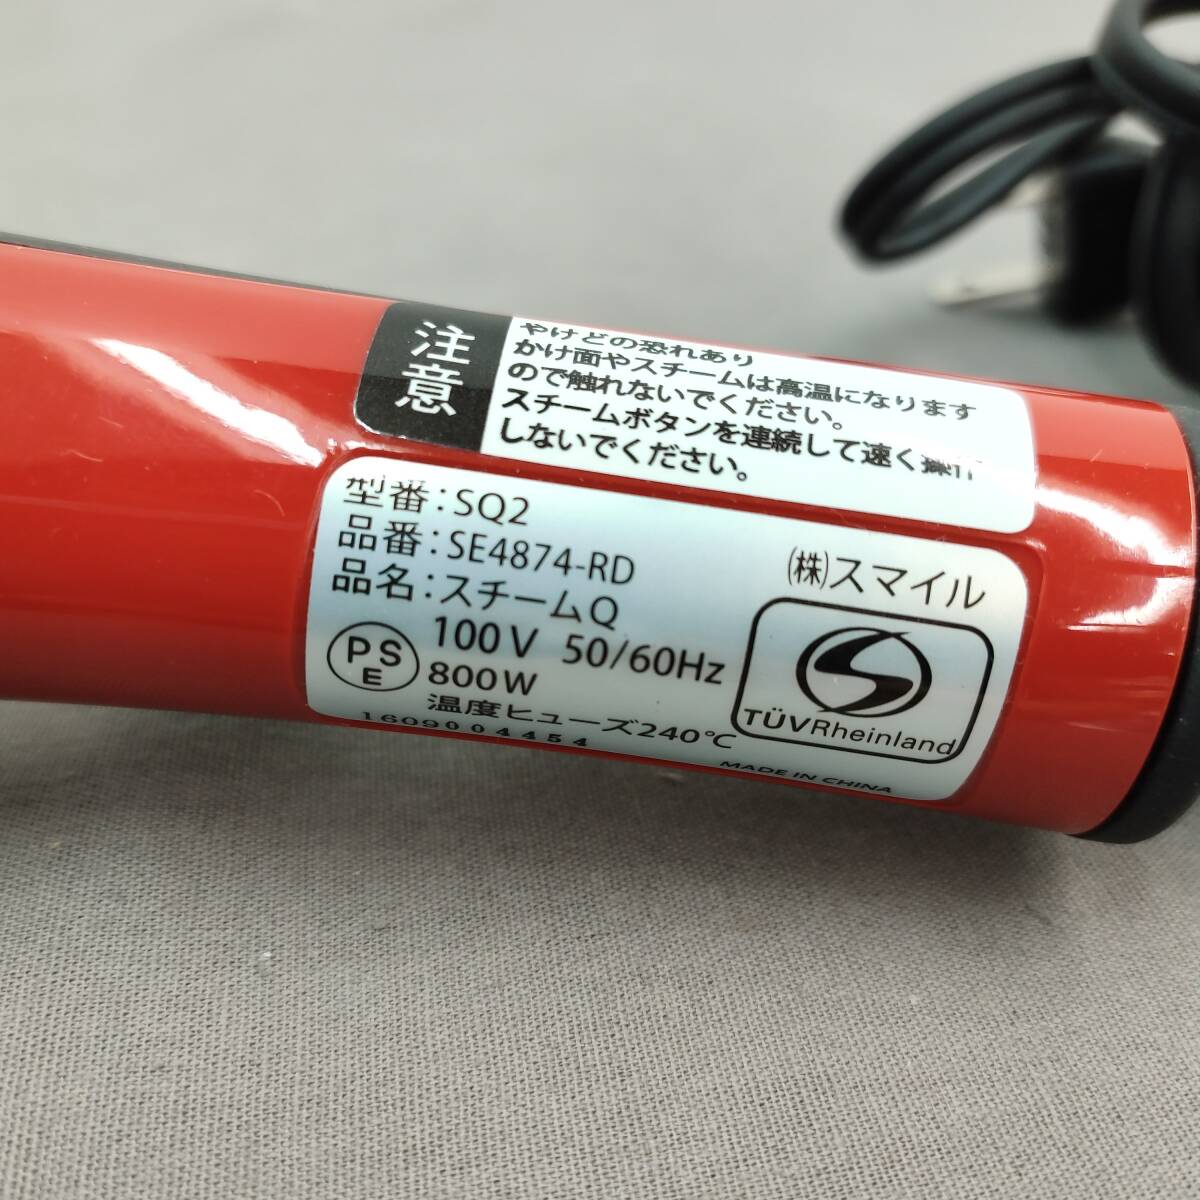 注意
やけどの恐れあり
かけ面やスチームは高温になります
ので触れないでください。
スチームボタンを連続して速く操作
しないでください。
型番:SQ2
品番:SE4874-RD
品名:スチームQ
100V 50/60Hz
800W
温度ヒューズ240℃
PSE
1609004454
(株)スマイル
TÜVRheinland
MADE IN CHINA